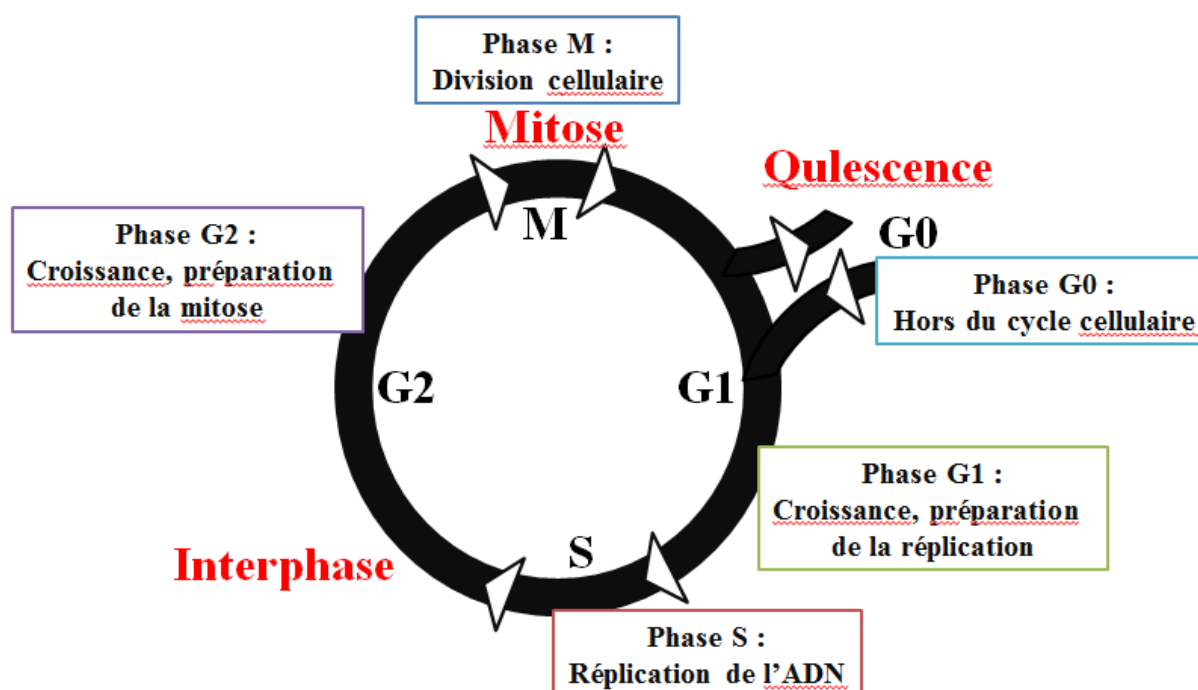 Phase M :
Division cellulaire
Mitose
Qulescence
M
G0
Phase G2 :
Croissance, préparation
de la mitose
Phase G0 :
Hors du cycle cellulaire
G2
G1
Phase G1 :
Croissance, préparation
de la réplication
Interphase
S
Phase S :
Réplication de l’ADN